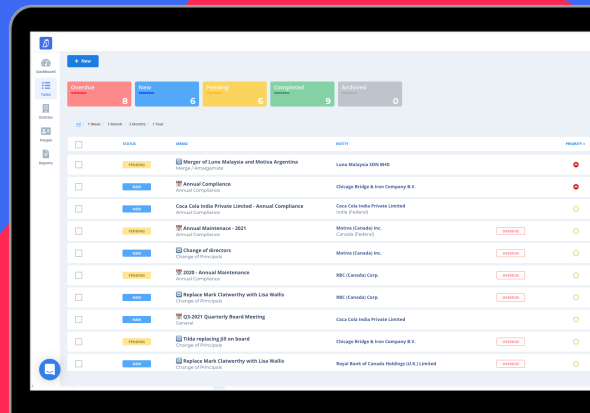 + New
Dashboard
Tasks
Entities
People
Reports
Overdue
8
New
6
Pending
6
Completed
9
Archived
0
All / 1 Week / 1 Month / 3 Months / 1 Year
STATUS NAMED ENTITY PRIORITY
PENDING Merger of Luno Malaysia and Motiva Argentina Luno Malaysia SDN BHD
Merge / Amalgamate
NEW Annual Compliance Chicago Bridge & Iron Company B.V.
Annual Compliance
NEW Coca Cola India Private Limited - Annual Compliance Coca Cola India Private Limited
Annual Compliance India (Federal)
PENDING Annual Maintenace - 2021 Motiva (Canada) Inc. OVERDUE
Annual Compliance Canada (Federal)
NEW Change of directors Motiva (Canada) Inc. OVERDUE
Change of Principals
PENDING 2020 - Annual Maintenance RBC (Canada) Corp. OVERDUE
Annual Compliance
NEW Replace Mark Clatworthy with Lisa Wallis RBC (Canada) Corp. OVERDUE
Change of Principals
NEW Q3-2021 Quarterly Board Meeting Coca Cola India Private Limited
General
PENDING Tilda replacing Jill on board Chicago Bridge & Iron Company B.V. OVERDUE
Change of Principals
NEW Replace Mark Clatworthy with Lisa Wallis Royal Bank of Canada Holdings (U.K.) Limited OVERDUE
Change of Principals